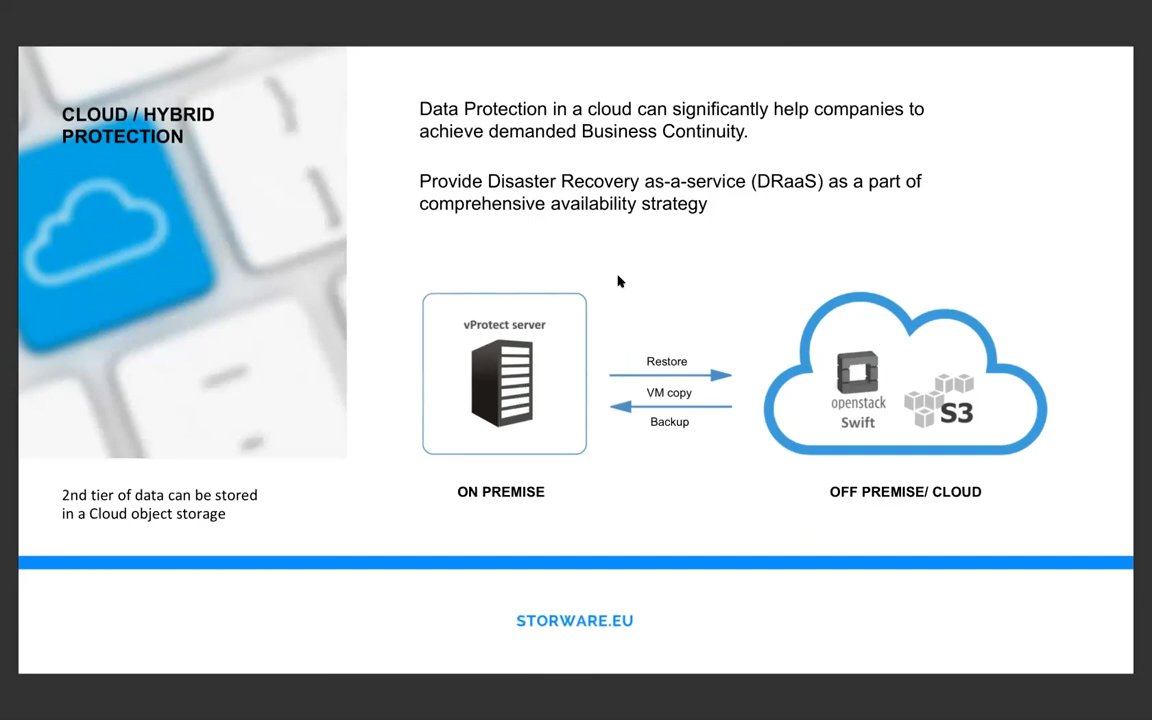 CLOUD / HYBRID
PROTECTION
Data Protection in a cloud can significantly help companies to
achieve demanded Business Continuity.
Provide Disaster Recovery as-a-service (DRaaS) as a part of
comprehensive availability strategy
vProtect server
Restore
VM copy
Backup
openstack
Swift
S3
ON PREMISE
OFF PREMISE/ CLOUD
2nd tier of data can be stored
in a Cloud object storage
STORWARE.EU